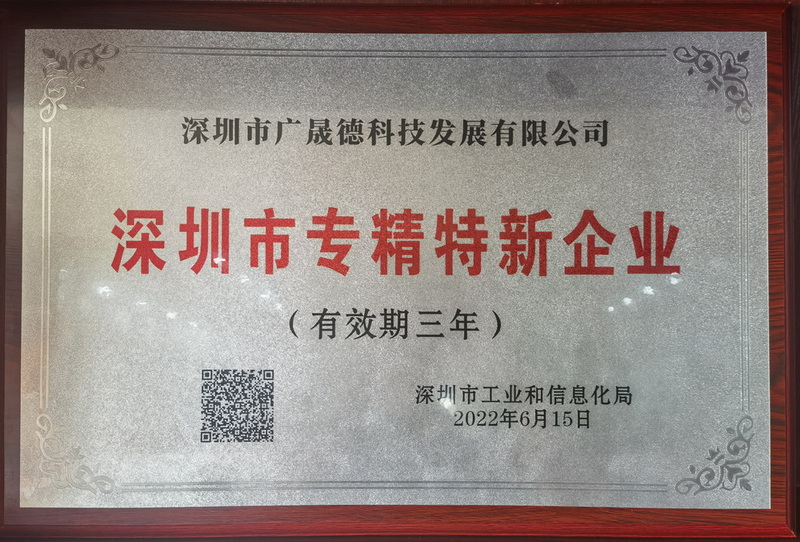 深圳市广晟德科技发展有限公司
深圳市专精特新企业
（有效期三年）
深圳市工业和信息化局
2022年6月15日